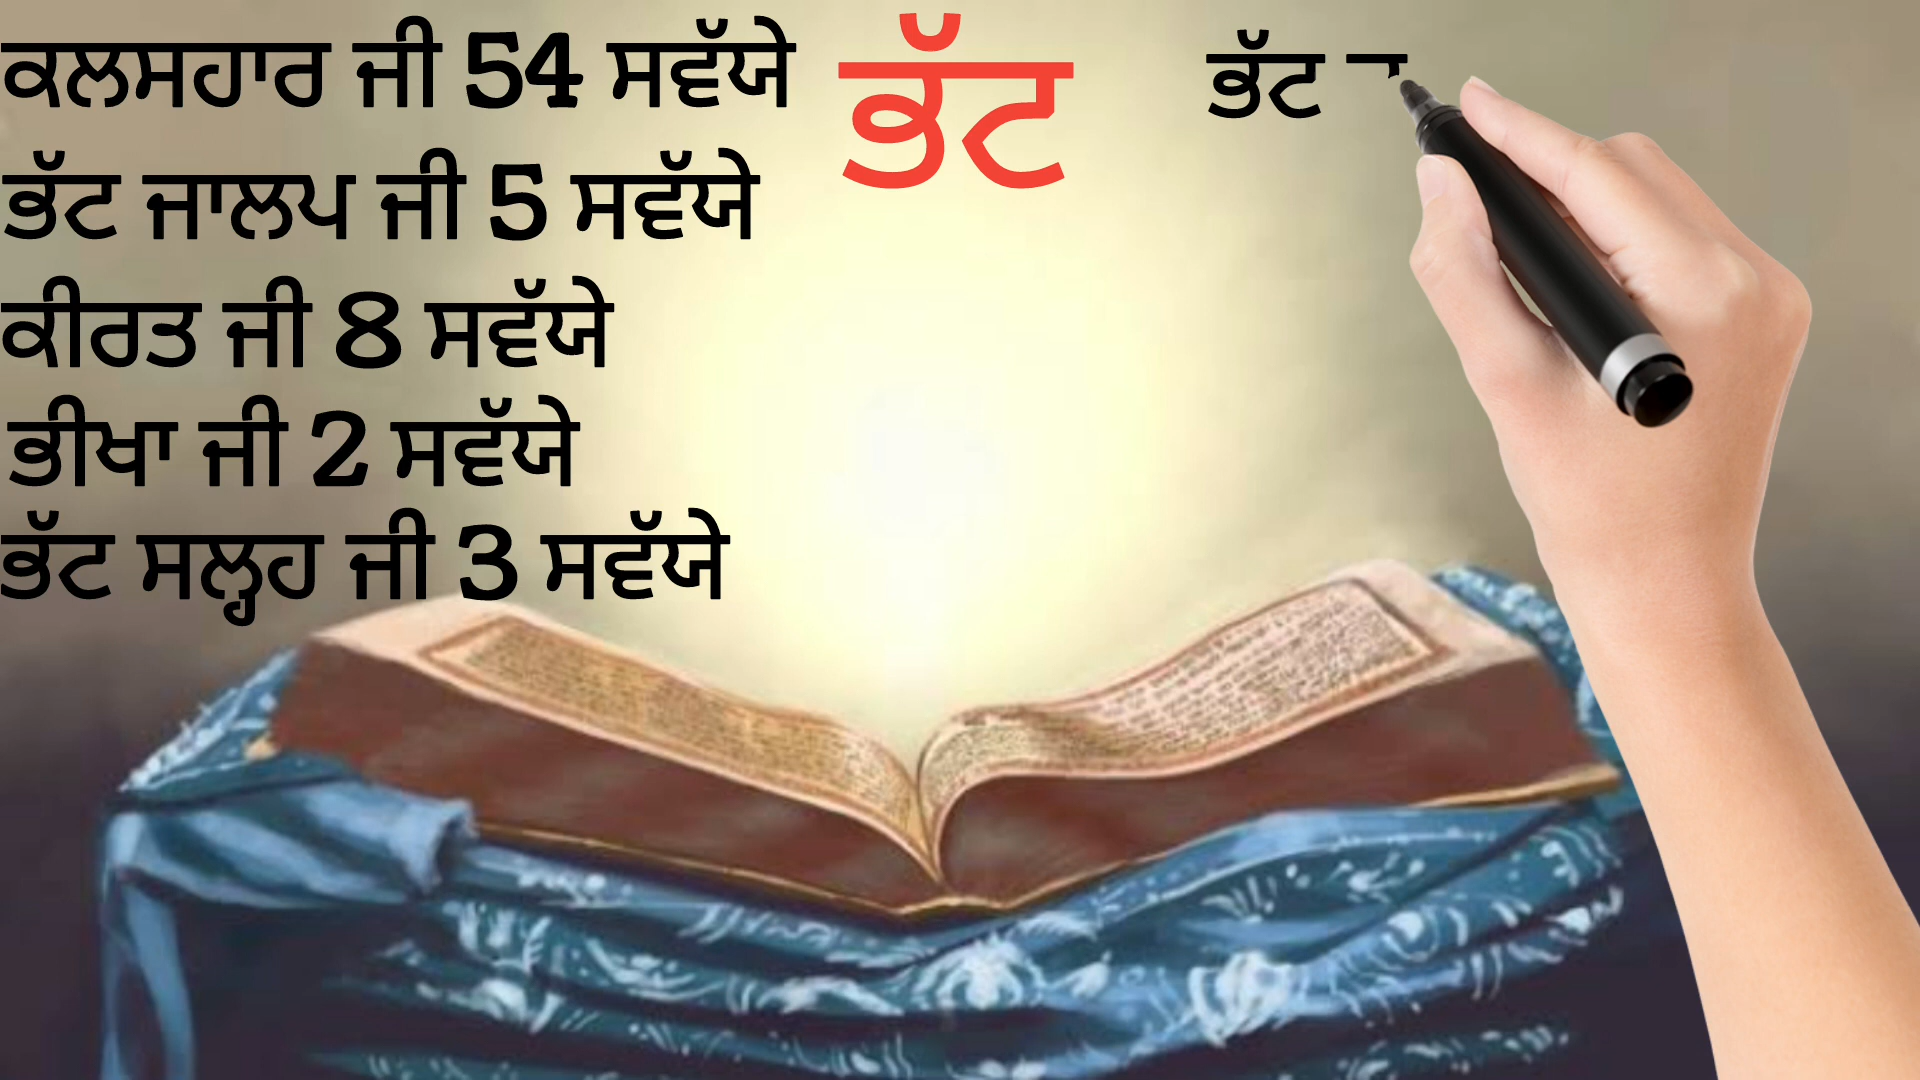 ਕਲਸਹਾਰ ਜੀ 54 ਸਵੱਯੇ
ਭੱਟ ਜਾਲਪ ਜੀ 5 ਸਵੱਯੇ
ਕੀਰਤ ਜੀ 8 ਸਵੱਯੇ
ਭੀਖਾ ਜੀ 2 ਸਵੱਯੇ
ਭੱਟ ਸਲ੍ਹ ਜੀ 3 ਸਵੱਯੇ
ਭੱਟ
ਭੱਟ